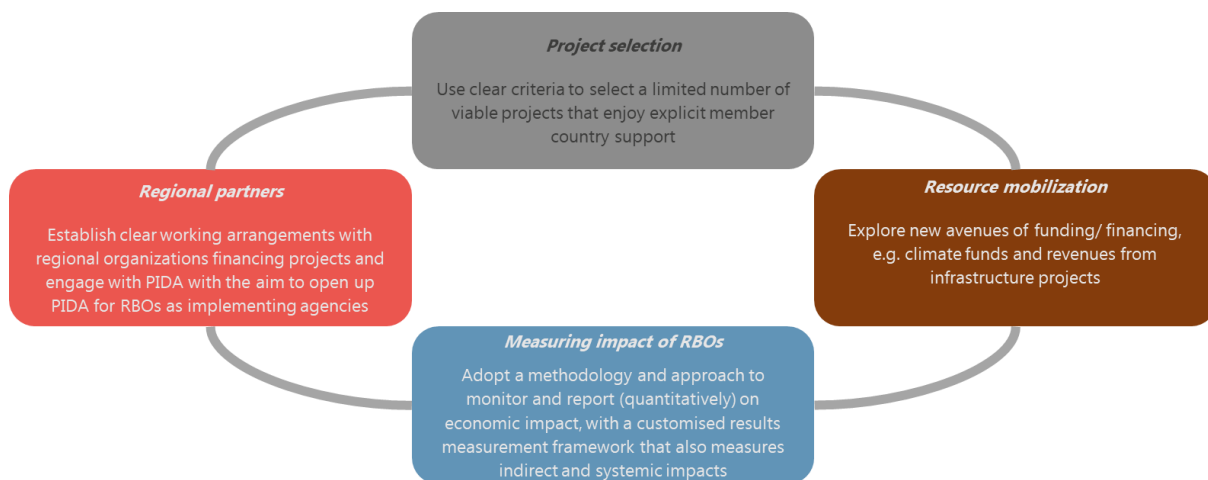 Project selection
Use clear criteria to select a limited number of
viable projects that enjoy explicit member
country support
Regional partners
Establish clear working arrangements with
regional organizations financing projects and
engage with PIDA with the aim to open up
PIDA for RBOs as implementing agencies
Resource mobilization
Explore new avenues of funding/ financing,
e.g. climate funds and revenues from
infrastructure projects
Measuring impact of RBOs
Adopt a methodology and approach to
monitor and report (quantitatively) on
economic impact, with a customised results
measurement framework that also measures
indirect and systemic impacts